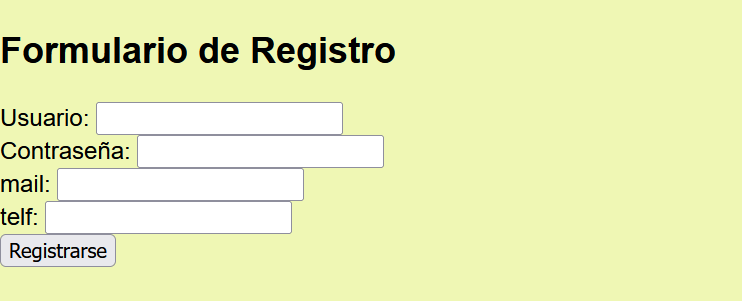 Formulario de Registro
Usuario:
Contraseña:
mail:
telf:
Registrarse